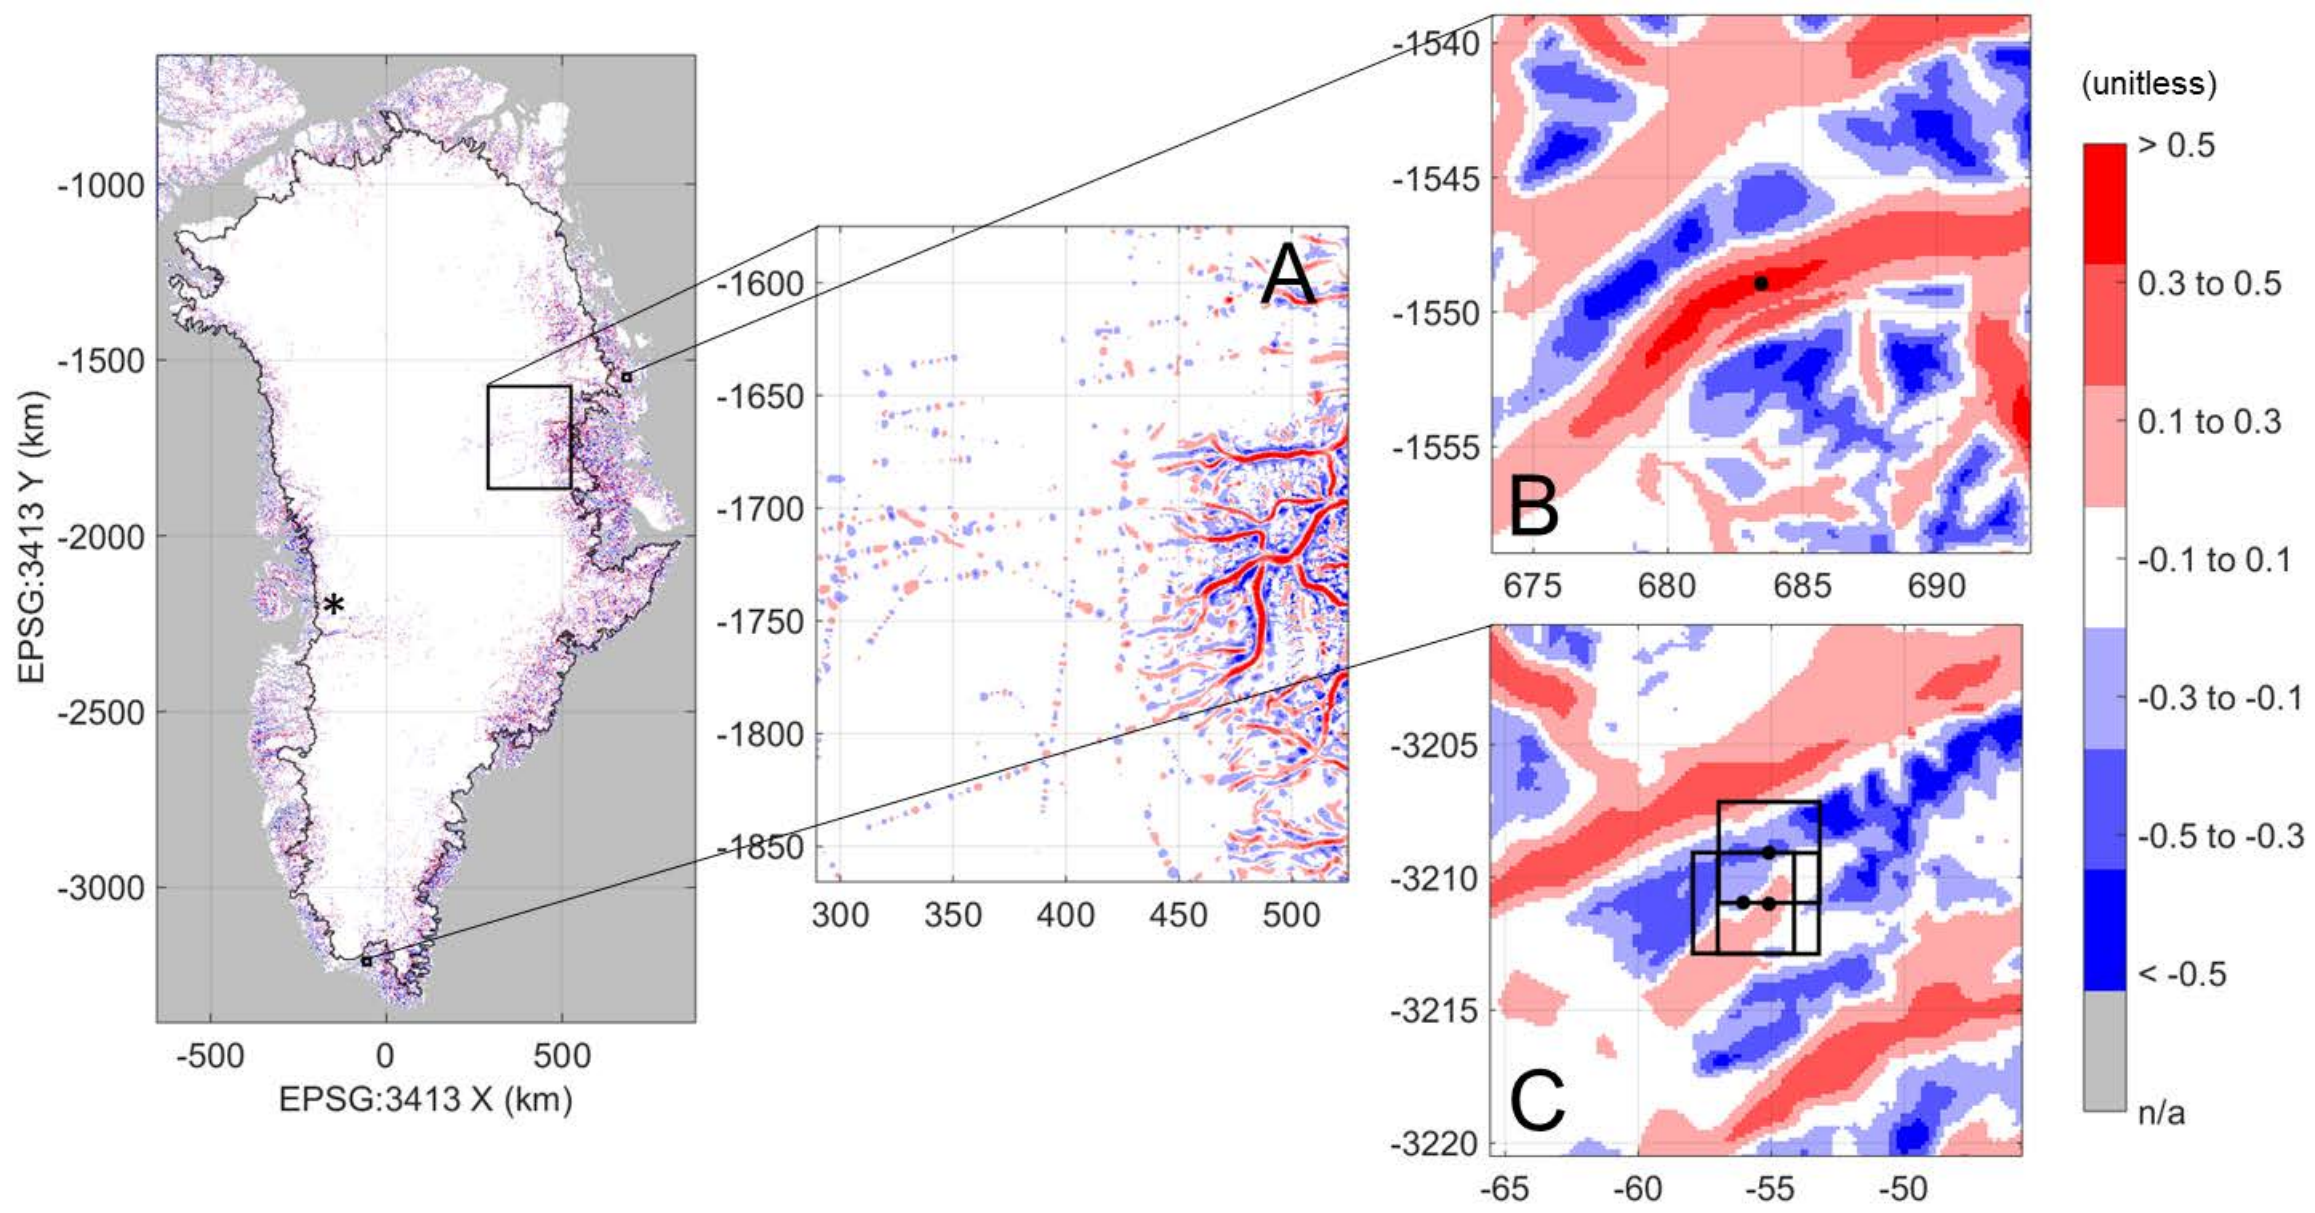 EPSG:3413 Y (km)
-1000
-1500
-2000
-2500
-3000
*
-500 0 500
EPSG:3413 X (km)
A
-1600
-1650
-1700
-1750
-1800
-1850
300 350 400 450 500
B
-1540
-1545
-1550
-1555
675 680 685 690
C
-3205
-3210
-3215
-3220
-65 -60 -55 -50
(unitless)
> 0.5
0.3 to 0.5
0.1 to 0.3
-0.1 to 0.1
-0.3 to -0.1
-0.5 to -0.3
< -0.5
n/a